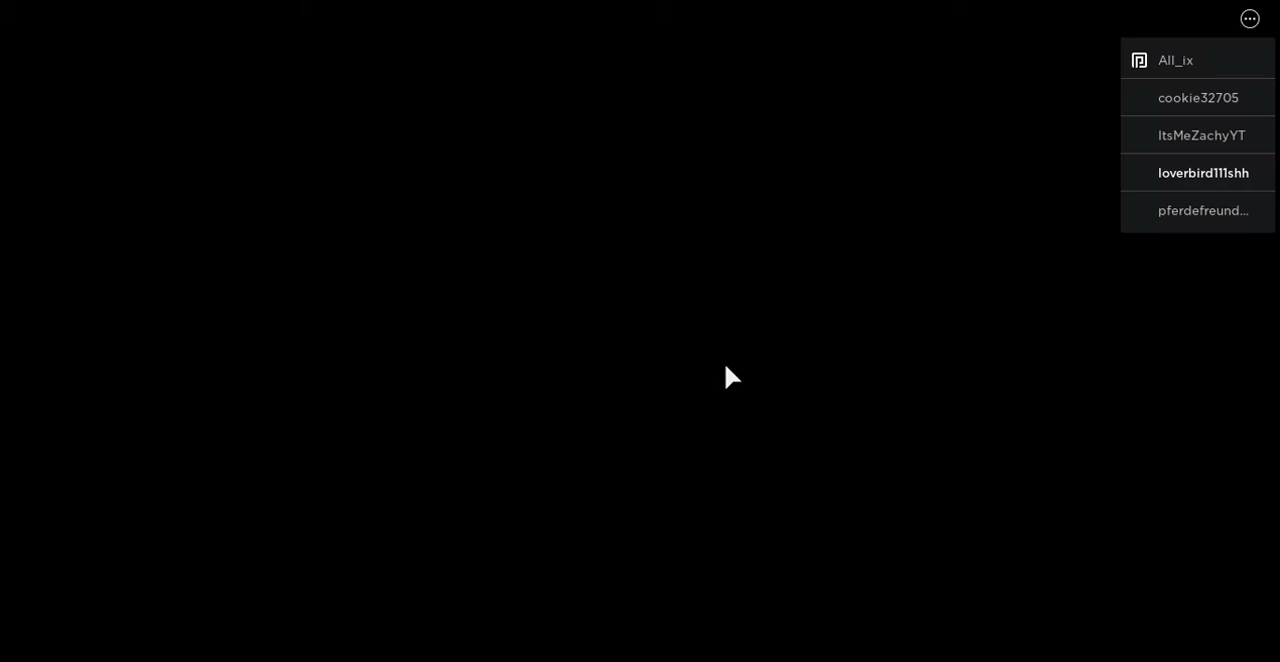 All_ix
cookie32705
ItsMeZachyYT
loverbird111shh
pferdefreund...